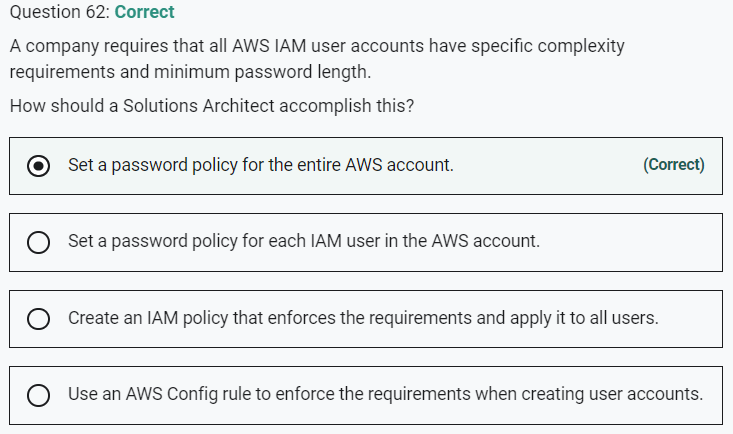 Question 62: Correct
A company requires that all AWS IAM user accounts have specific complexity
requirements and minimum password length.
How should a Solutions Architect accomplish this?
Set a password policy for the entire AWS account. (Correct)
Set a password policy for each IAM user in the AWS account.
Create an IAM policy that enforces the requirements and apply it to all users.
Use an AWS Config rule to enforce the requirements when creating user accounts.